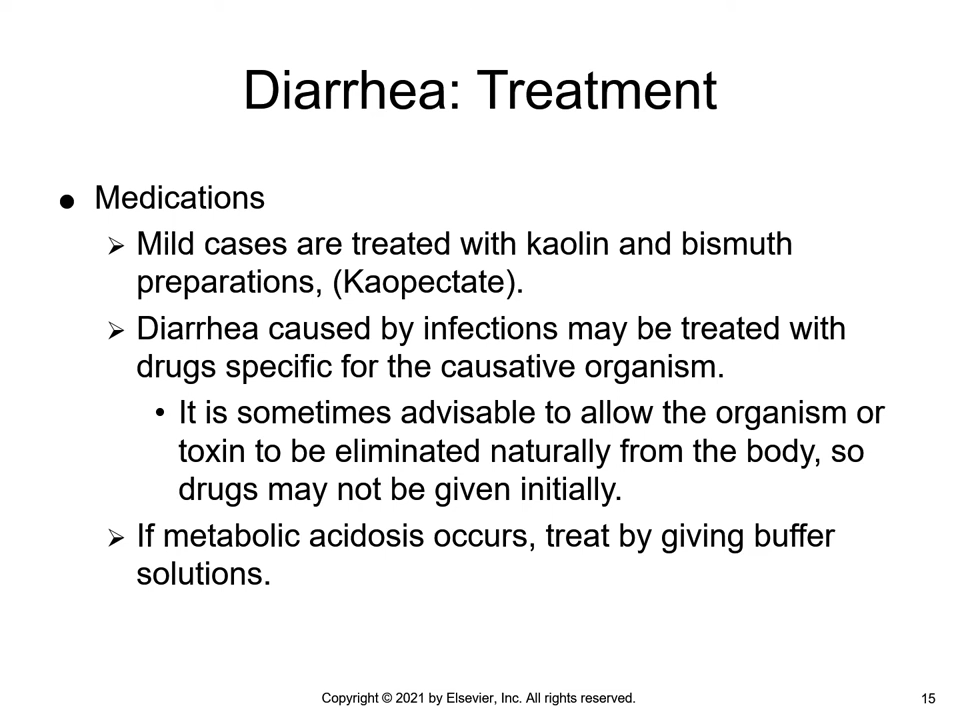 Diarrhea: Treatment
● Medications
➢ Mild cases are treated with kaolin and bismuth
preparations, (Kaopectate).
➢ Diarrhea caused by infections may be treated with
drugs specific for the causative organism.
• It is sometimes advisable to allow the organism or
toxin to be eliminated naturally from the body, so
drugs may not be given initially.
➢ If metabolic acidosis occurs, treat by giving buffer
solutions.
Copyright © 2021 by Elsevier, Inc. All rights reserved.
15